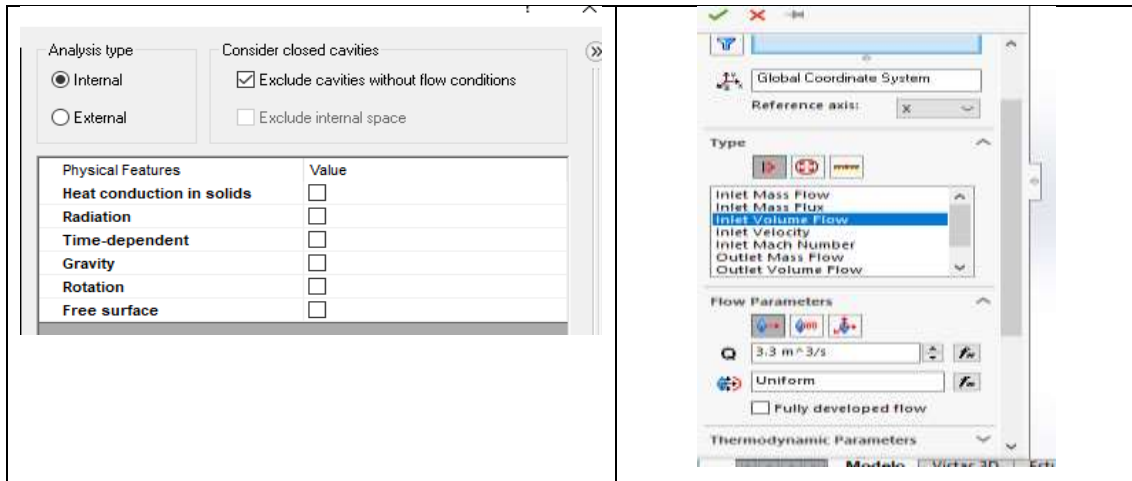 Analysis type
Consider closed cavities
Internal
Exclude cavities without flow conditions
External
Exclude internal space
Physical Features Value
Heat conduction in solids
Radiation
Time-dependent
Gravity
Rotation
Free surface
Global Coordinate System
Reference axis: X
Type
Inlet Mass Flow
Inlet Mass Flux
Inlet Volume Flow
Inlet Velocity
Inlet Mach Number
Outlet Mass Flow
Outlet Volume Flow
Flow Parameters
Q 3.3 m^3/s
Uniform
Fully developed flow
Thermodynamic Parameters
Modelo Vistas 3D